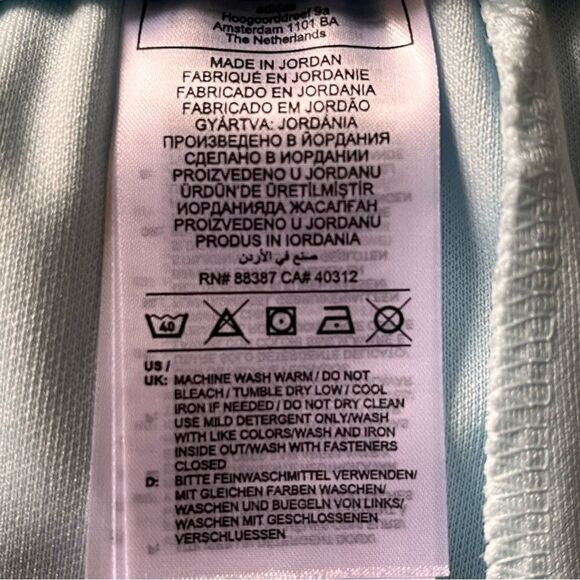 adidas
Hoogoorddreef 9a
Amsterdam 1101 BA
The Netherlands
MADE IN JORDAN
FABRIQUÉ EN JORDANIE
FABRICADO EN JORDANIA
FABRICADO EM JORDÃO
GYÁRTVA: JORDÁNIA
ПРОИЗВЕДЕНО В ЙОРДАНИЯ
СДЕЛАНО В ИОРДАНИИ
PROIZVEDENO U JORDANU
ÜRDÜN'DE ÜRETİLMİŞTİR
ИОРДАНИЯДА ЖАСАЛҒАН
PROIZVEDENO U JORDANU
PRODUS IN IORDANIA
صنع في الأردن
RN# 88387 CA# 40312
40
US /
UK: MACHINE WASH WARM / DO NOT
BLEACH / TUMBLE DRY LOW / COOL
IRON IF NEEDED / DO NOT DRY CLEAN
USE MILD DETERGENT ONLY/WASH
WITH LIKE COLORS/WASH AND IRON
INSIDE OUT/WASH WITH FASTENERS
CLOSED
D: BITTE FEINWASCHMITTEL VERWENDEN/
MIT GLEICHEN FARBEN WASCHEN/
WASCHEN UND BUEGELN VON LINKS/
WASCHEN MIT GESCHLOSSENEN
VERSCHLUESSEN